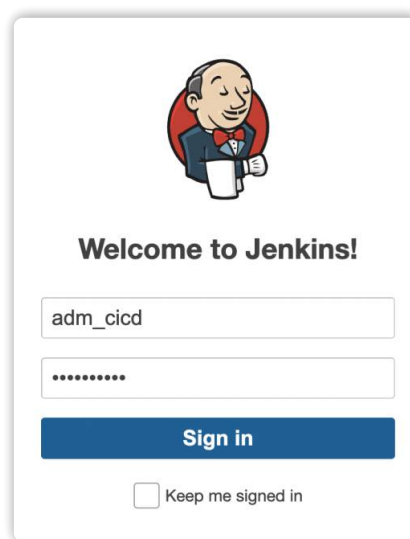 Welcome to Jenkins!
adm_cicd
••••••••••
Sign in
Keep me signed in